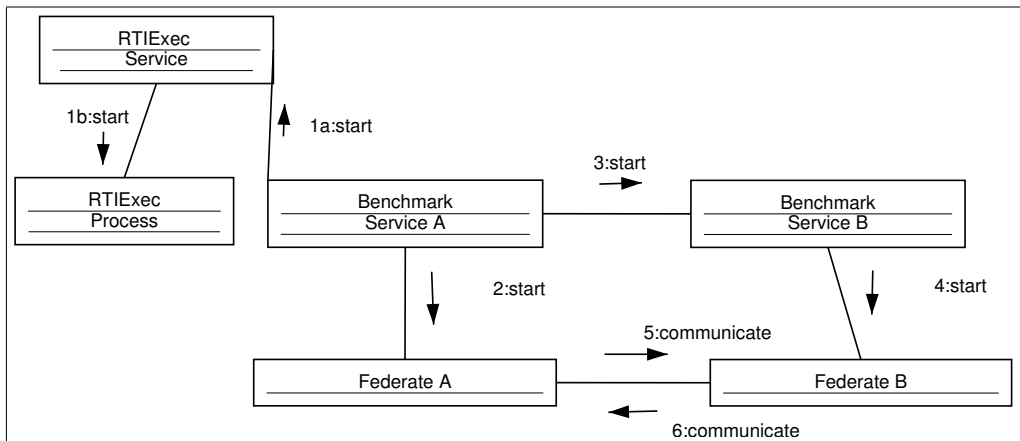 RTIExec
Service
1b:start
1a:start
3:start
RTIExec
Process
Benchmark
Service A
Benchmark
Service B
2:start
4:start
5:communicate
Federate A
Federate B
6:communicate